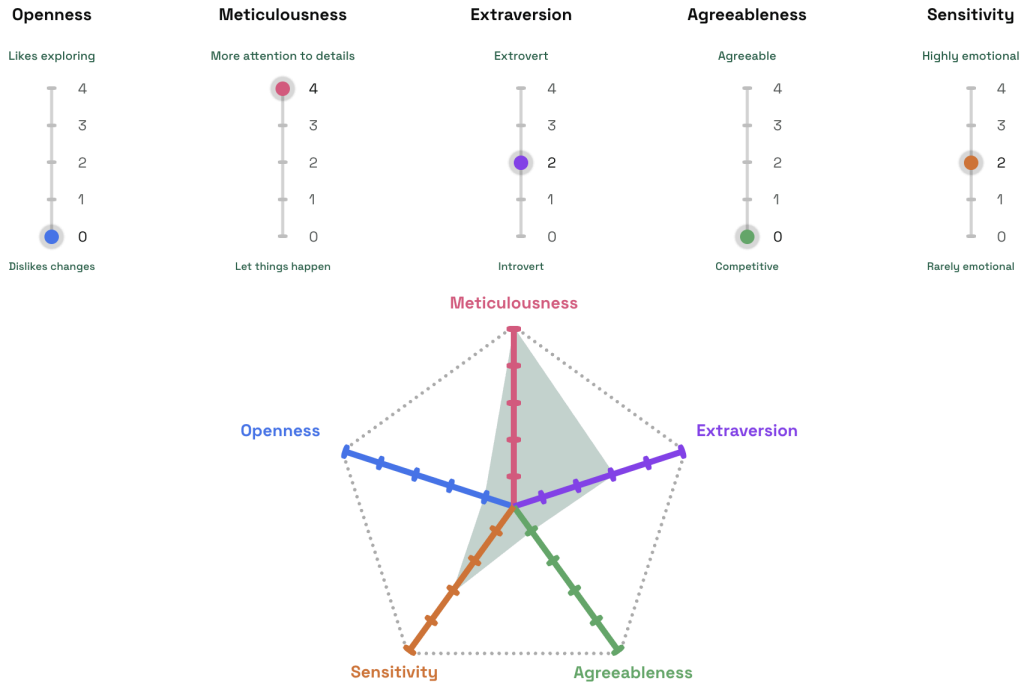 Openness
Meticulousness
Extraversion
Agreeableness
Sensitivity
Likes exploring
More attention to details
Extrovert
Agreeable
Highly emotional
4
4
4
4
4
3
3
3
3
3
2
2
2
2
2
1
1
1
1
1
0
0
0
0
0
Dislikes changes
Let things happen
Introvert
Competitive
Rarely emotional
Meticulousness
Openness
Extraversion
Sensitivity
Agreeableness